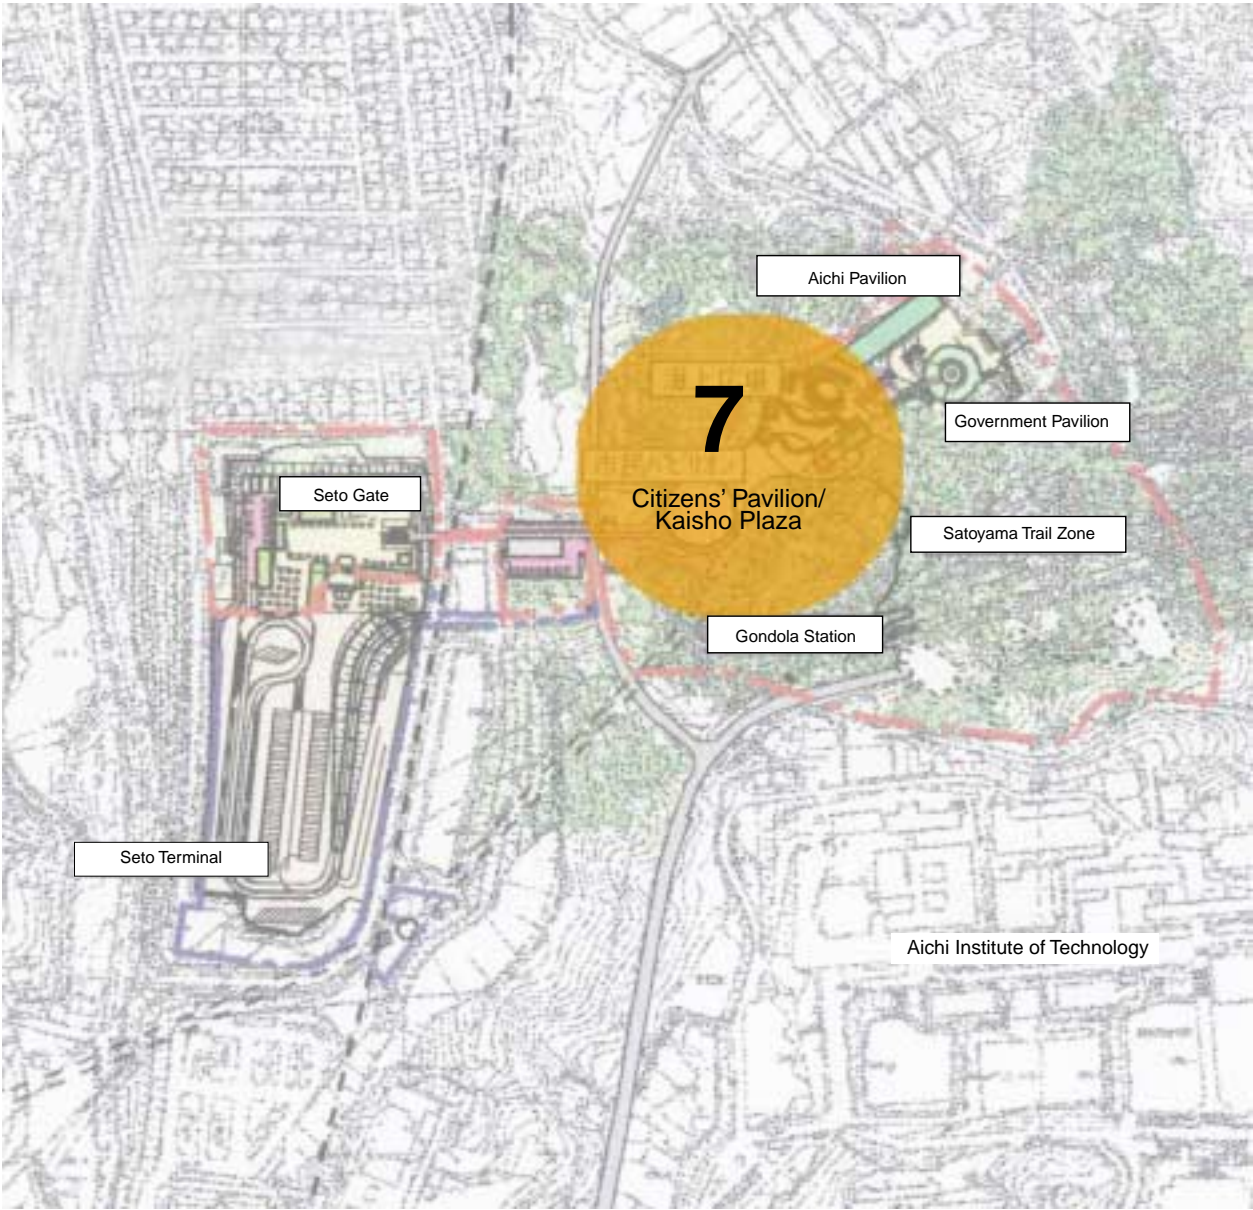 Aichi Pavilion
7
Government Pavilion
Seto Gate
Citizens’ Pavilion/
Kaisho Plaza
Satoyama Trail Zone
Gondola Station
Seto Terminal
Aichi Institute of Technology